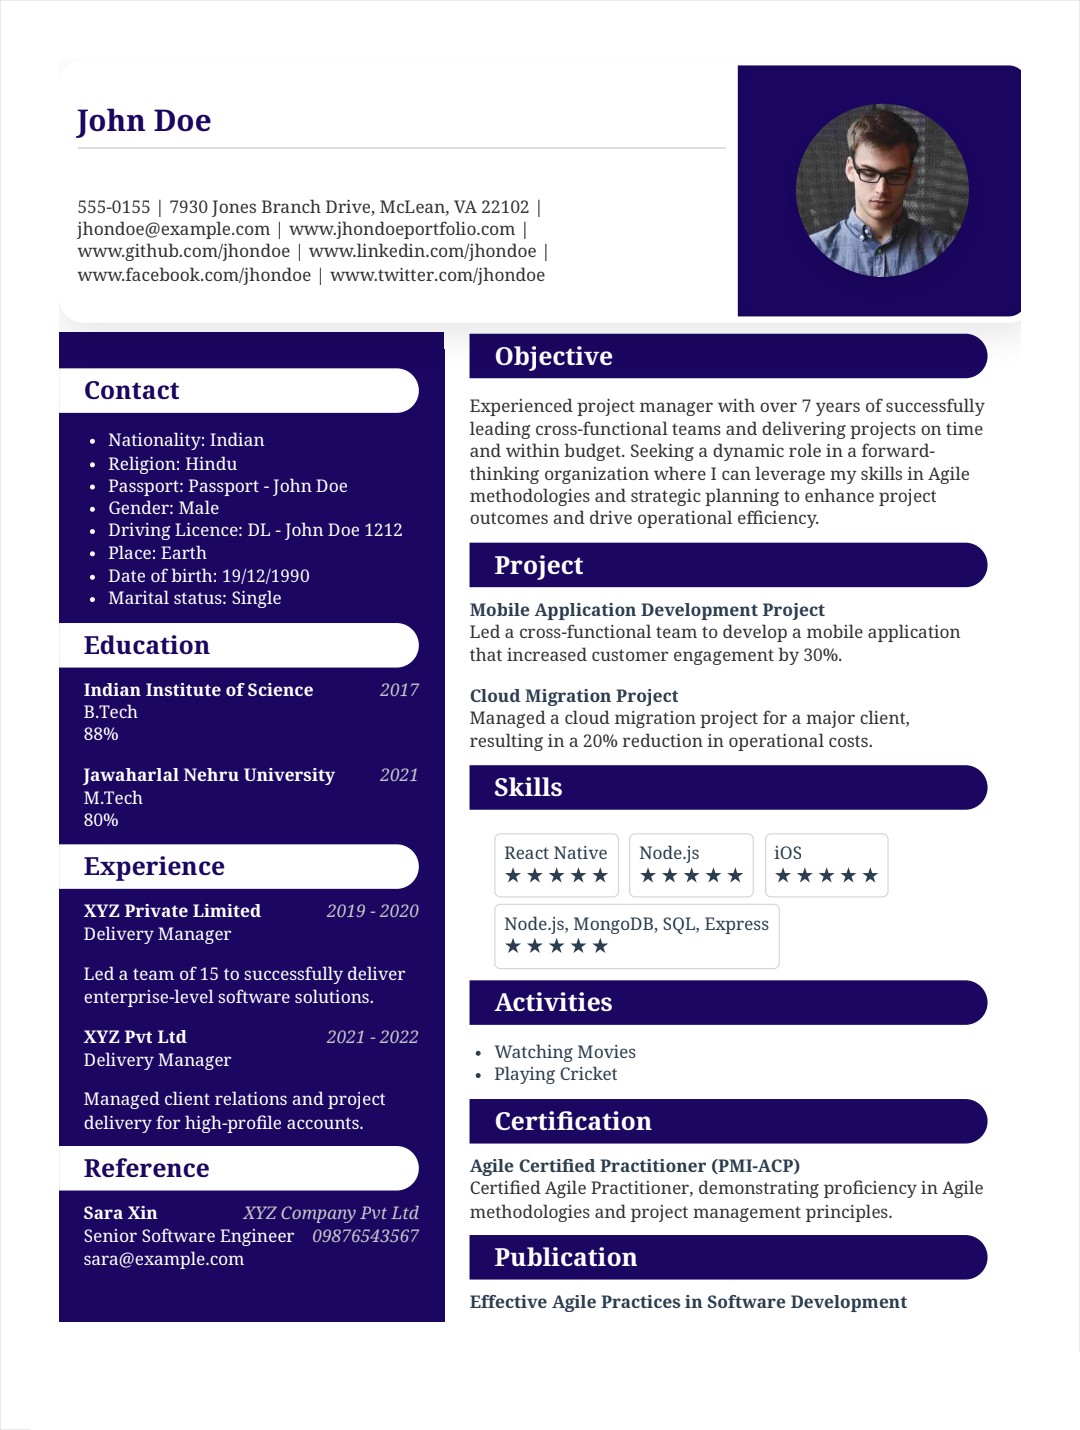 John Doe
555-0155 | 7930 Jones Branch Drive, McLean, VA 22102 |
jhondoe@example.com | www.jhondoeportfolio.com |
www.github.com/jhondoe | www.linkedin.com/jhondoe |
www.facebook.com/jhondoe | www.twitter.com/jhondoe
Contact
• Nationality: Indian
• Religion: Hindu
• Passport: Passport - John Doe
• Gender: Male
• Driving Licence: DL - John Doe 1212
• Place: Earth
• Date of birth: 19/12/1990
• Marital status: Single
Education
Indian Institute of Science 2017
B.Tech
88%
Jawaharlal Nehru University 2021
M.Tech
80%
Experience
XYZ Private Limited 2019 - 2020
Delivery Manager
Led a team of 15 to successfully deliver
enterprise-level software solutions.
XYZ Pvt Ltd 2021 - 2022
Delivery Manager
Managed client relations and project
delivery for high-profile accounts.
Reference
Sara Xin XYZ Company Pvt Ltd
Senior Software Engineer 09876543567
sara@example.com
Objective
Experienced project manager with over 7 years of successfully
leading cross-functional teams and delivering projects on time
and within budget. Seeking a dynamic role in a forward-
thinking organization where I can leverage my skills in Agile
methodologies and strategic planning to enhance project
outcomes and drive operational efficiency.
Project
Mobile Application Development Project
Led a cross-functional team to develop a mobile application
that increased customer engagement by 30%.
Cloud Migration Project
Managed a cloud migration project for a major client,
resulting in a 20% reduction in operational costs.
Skills
React Native Node.js iOS
★★★★★ ★★★★★ ★★★★★
Node.js, MongoDB, SQL, Express
★★★★★
Activities
• Watching Movies
• Playing Cricket
Certification
Agile Certified Practitioner (PMI-ACP)
Certified Agile Practitioner, demonstrating proficiency in Agile
methodologies and project management principles.
Publication
Effective Agile Practices in Software Development